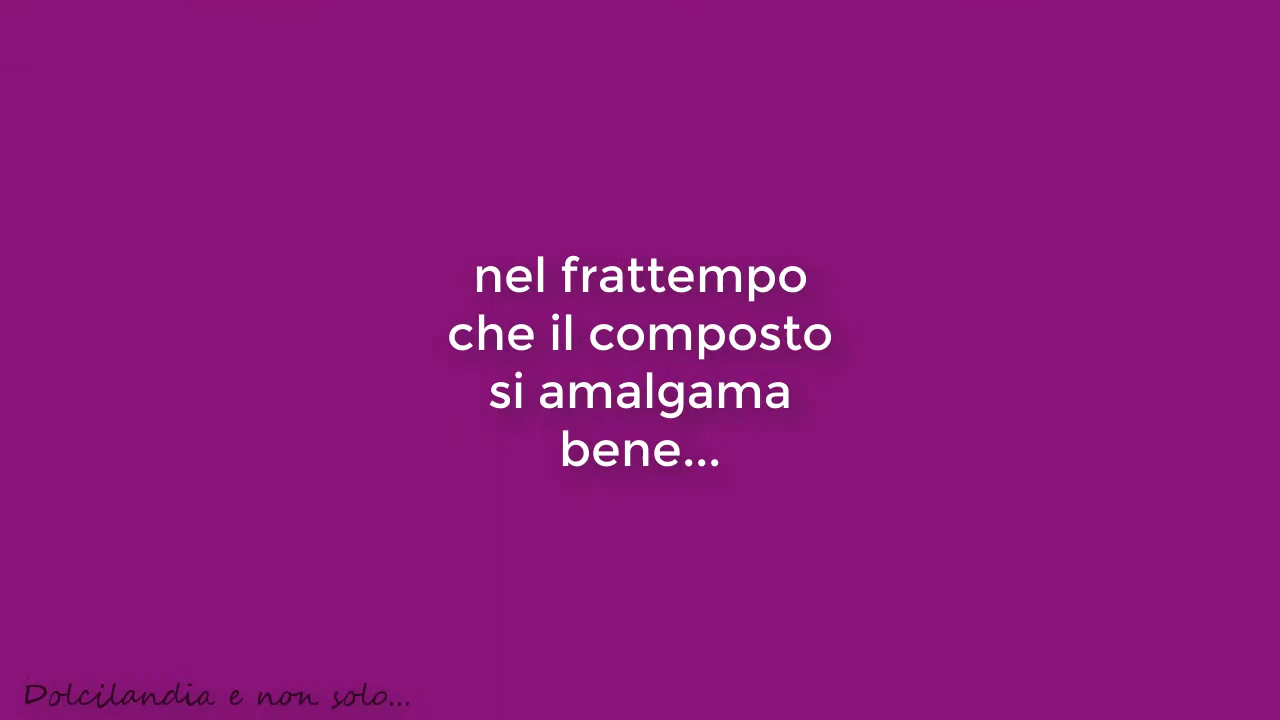 nel frattempo
che il composto
si amalgama
bene...
Dolcilandia e non solo...